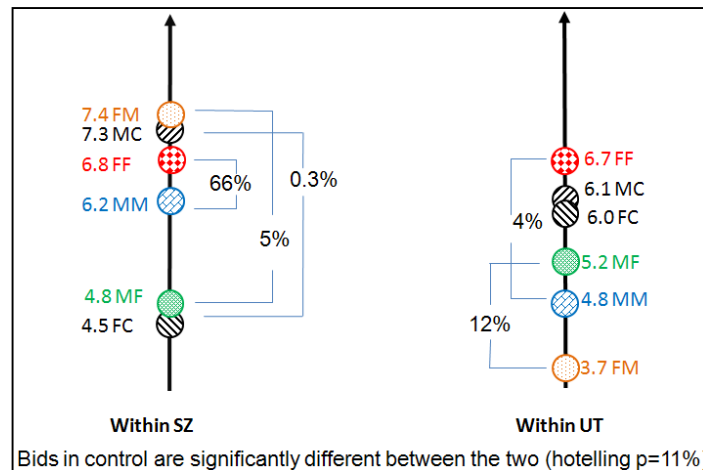 7.4 FM
7.3 MC
6.8 FF
66%
0.3%
6.2 MM
5%
4.8 MF
4.5 FC
Within SZ
6.7 FF
6.1 MC
6.0 FC
4%
5.2 MF
4.8 MM
12%
3.7 FM
Within UT
Bids in control are significantly different between the two (hotelling p=11%)